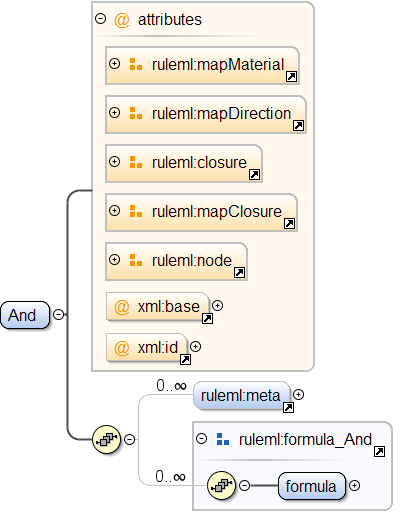 @ attributes
ruleml:mapMaterial
ruleml:mapDirection
ruleml:closure
ruleml:mapClosure
ruleml:node
And
@ xml:base
@ xml:id
0..∞
ruleml:meta
ruleml:formula_And
0..∞
formula